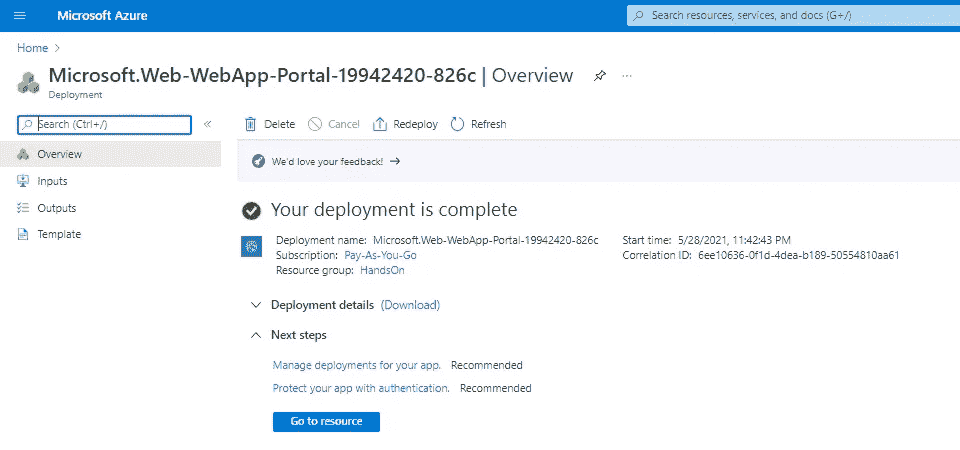 Microsoft Azure
Search resources, services, and docs (G+/)
Home >
Microsoft.Web-WebApp-Portal-19942420-826c | Overview
Deployment
Search (Ctrl+/)
«
Delete
Cancel
Redeploy
Refresh
Overview
Inputs
Outputs
Template
We'd love your feedback! →
Your deployment is complete
Deployment name: Microsoft.Web-WebApp-Portal-19942420-826c
Subscription: Pay-As-You-Go
Resource group: HandsOn
Start time: 5/28/2021, 11:42:43 PM
Correlation ID: 6ee10636-0f1d-4dea-b189-50554810aa61
Deployment details (Download)
Next steps
Manage deployments for your app. Recommended
Protect your app with authentication. Recommended
Go to resource